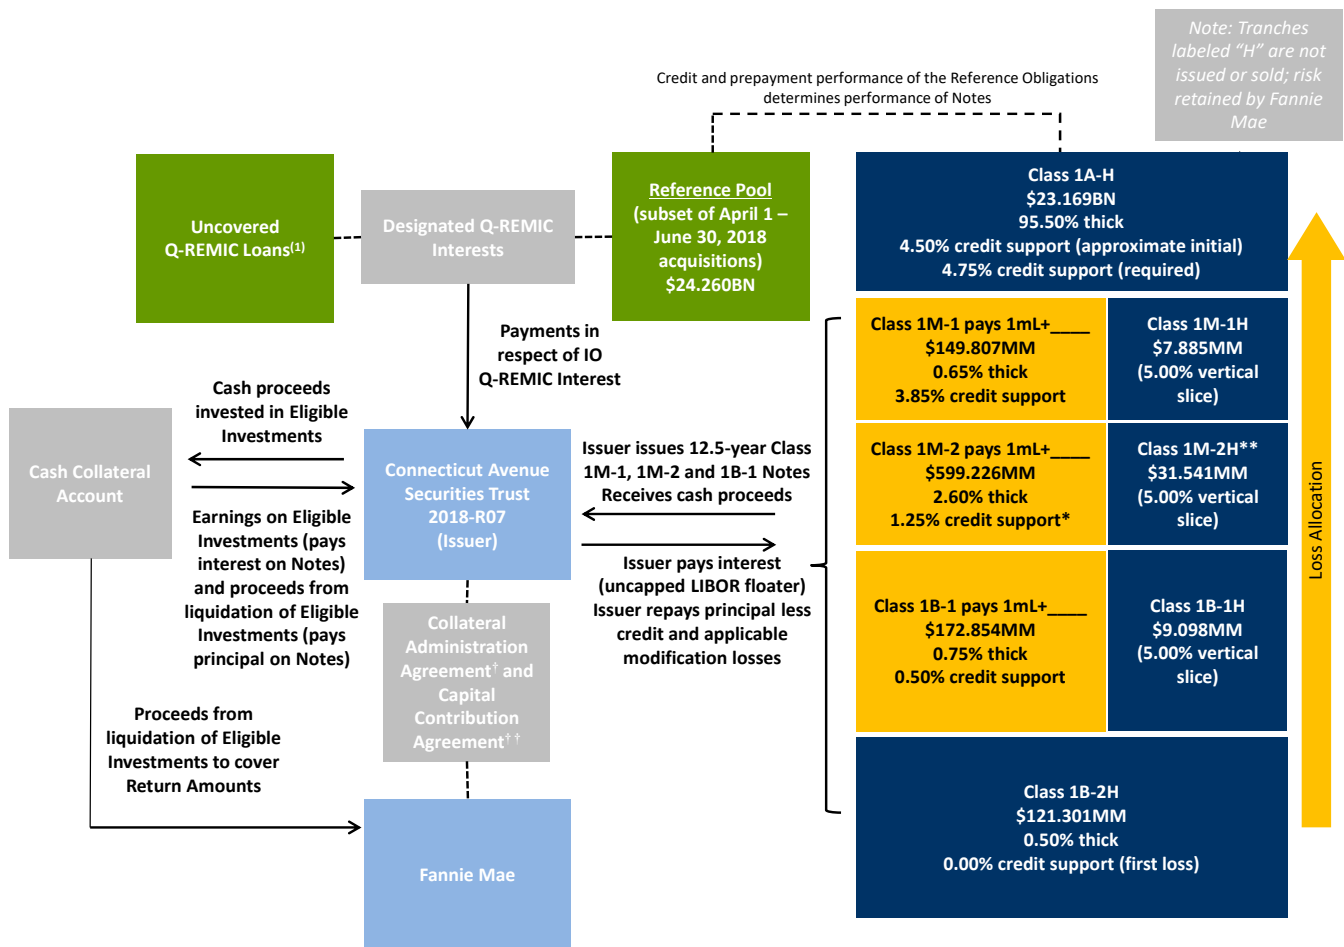 Note: Tranches
labeled “H” are not
issued or sold; risk
retained by Fannie
Mae
Credit and prepayment performance of the Reference Obligations
determines performance of Notes
Uncovered
Q-REMIC Loans(1)
Designated Q-REMIC
Interests
Reference Pool
(subset of April 1 –
June 30, 2018
acquisitions)
$24.260BN
Class 1A-H
$23.169BN
95.50% thick
4.50% credit support (approximate initial)
4.75% credit support (required)
Payments in
respect of IO
Q-REMIC Interest
Class 1M-1 pays 1mL+____
$149.807MM
0.65% thick
3.85% credit support
Class 1M-1H
$7.885MM
(5.00% vertical
slice)
Cash proceeds
invested in Eligible
Investments
Cash Collateral
Account
Connecticut Avenue
Securities Trust
2018-R07
(Issuer)
Issuer issues 12.5-year Class
1M-1, 1M-2 and 1B-1 Notes
Receives cash proceeds
Class 1M-2 pays 1mL+____
$599.226MM
2.60% thick
1.25% credit support*
Class 1M-2H**
$31.541MM
(5.00% vertical
slice)
Loss Allocation
Earnings on Eligible
Investments (pays
interest on Notes)
and proceeds from
liquidation of Eligible
Investments (pays
principal on Notes)
Issuer pays interest
(uncapped LIBOR floater)
Issuer repays principal less
credit and applicable
modification losses
Class 1B-1 pays 1mL+____
$172.854MM
0.75% thick
0.50% credit support
Class 1B-1H
$9.098MM
(5.00% vertical
slice)
Collateral
Administration
Agreement† and
Capital
Contribution
Agreement††
Proceeds from
liquidation of Eligible
Investments to cover
Return Amounts
Fannie Mae
Class 1B-2H
$121.301MM
0.50% thick
0.00% credit support (first loss)